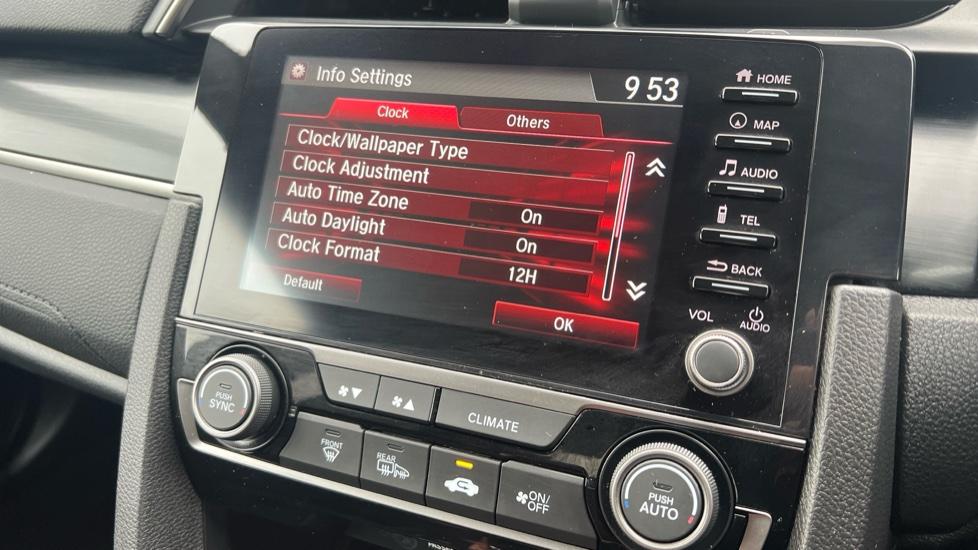 Info Settings
9 53
Clock
Others
Clock/Wallpaper Type
Clock Adjustment
Auto Time Zone On
Auto Daylight On
Clock Format 12H
Default
OK
HOME
MAP
AUDIO
TEL
BACK
VOL
AUDIO
PUSH
SYNC
CLIMATE
FRONT
REAR
ON/
OFF
PUSH
AUTO